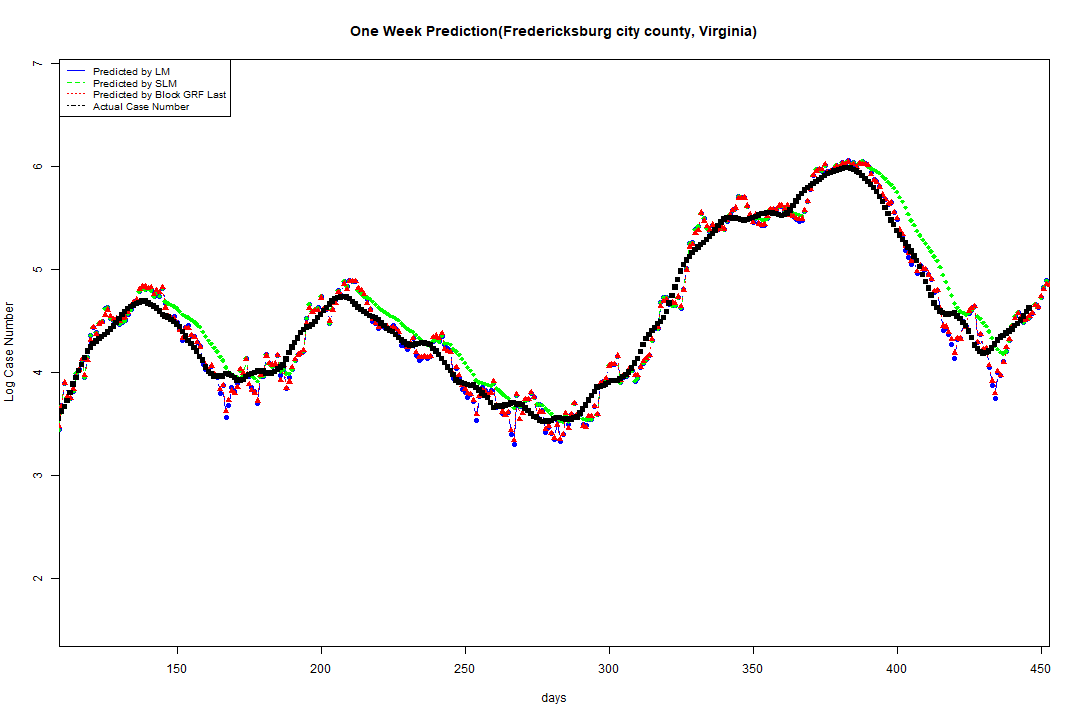 One Week Prediction(Fredericksburg city county, Virginia)
Predicted by LM
Predicted by SLM
Predicted by Block GRF Last
Actual Case Number
7
6
5
4
3
2
Log Case Number
150 200 250 300 350 400 450
days